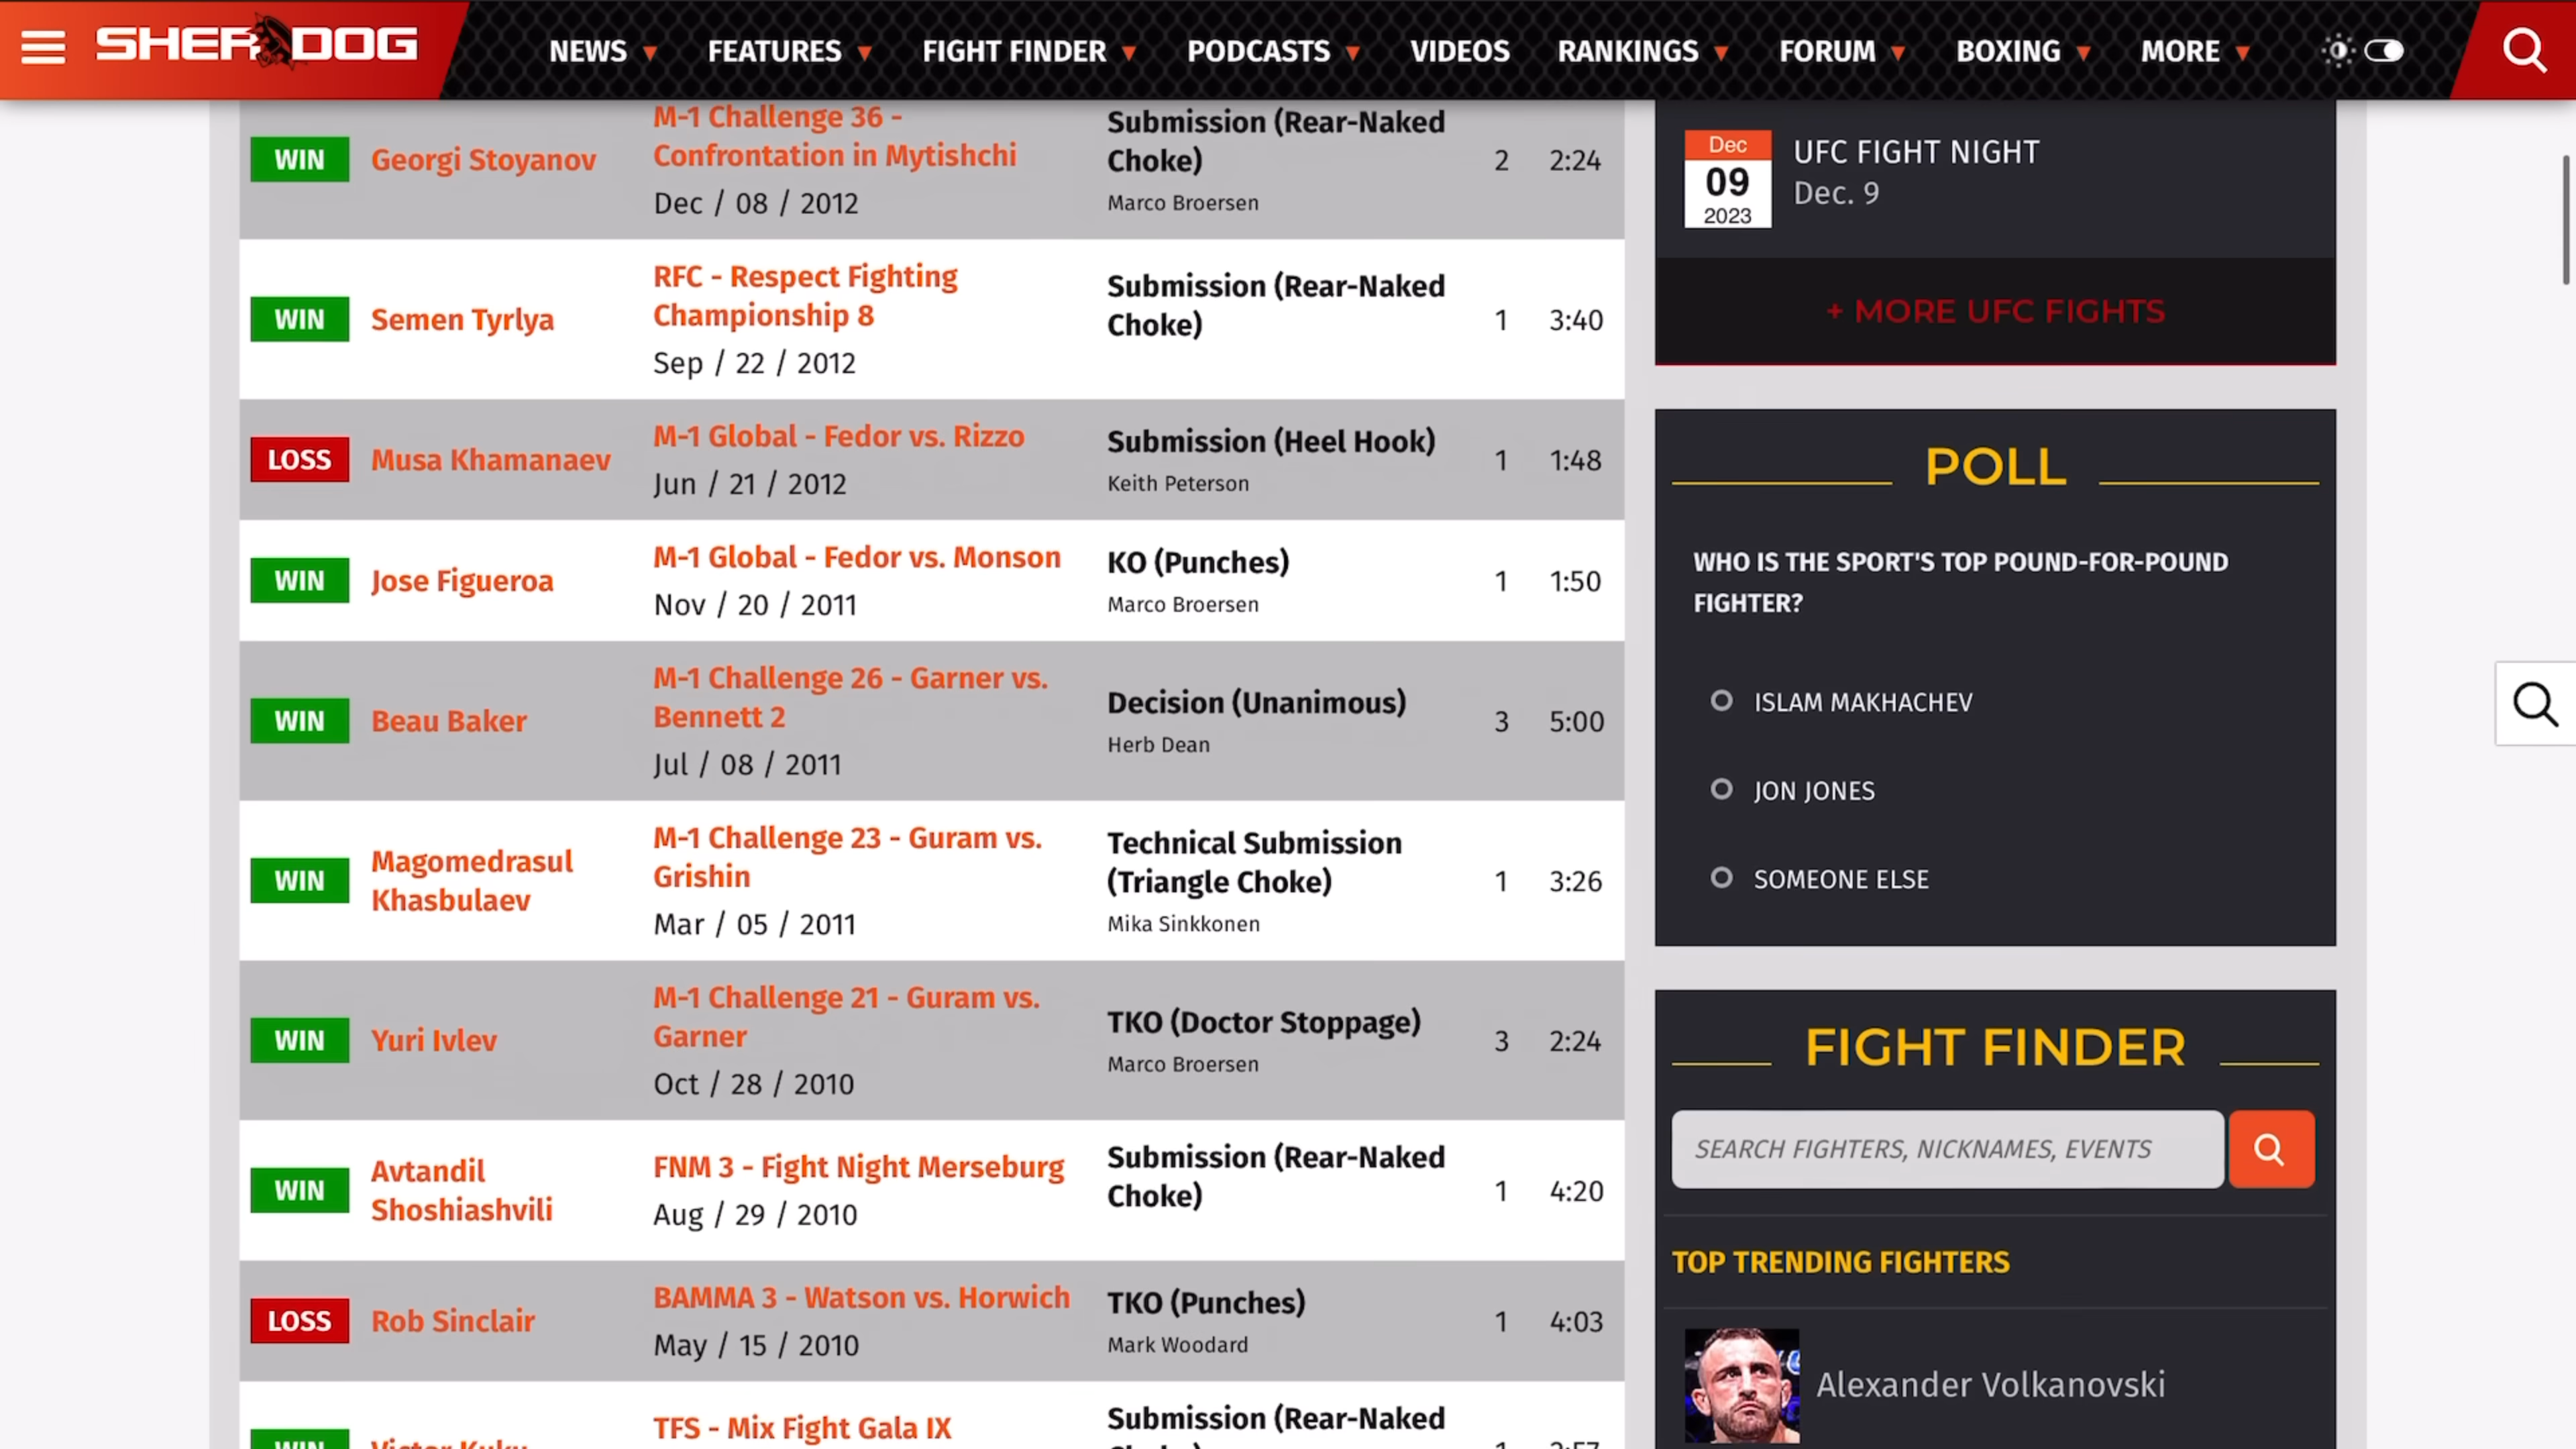 SHERDOG
NEWS FEATURES FIGHT FINDER PODCASTS VIDEOS RANKINGS FORUM BOXING MORE
M-1 Challenge 36 -
Confrontation in Mytishchi
Dec / 08 / 2012
WIN Georgi Stoyanov
Submission (Rear-Naked
Choke)
Marco Broersen
2 2:24
RFC - Respect Fighting
Championship 8
Sep / 22 / 2012
WIN Semen Tyrlya
Submission (Rear-Naked
Choke)
1 3:40
LOSS Musa Khamanaev
M-1 Global - Fedor vs. Rizzo
Jun / 21 / 2012
Submission (Heel Hook)
Keith Peterson
1 1:48
WIN Jose Figueroa
M-1 Global - Fedor vs. Monson
Nov / 20 / 2011
KO (Punches)
Marco Broersen
1 1:50
WIN Beau Baker
M-1 Challenge 26 - Garner vs.
Bennett 2
Jul / 08 / 2011
Decision (Unanimous)
Herb Dean
3 5:00
WIN Magomedrasul
Khasbulaev
M-1 Challenge 23 - Guram vs.
Grishin
Mar / 05 / 2011
Technical Submission
(Triangle Choke)
Mika Sinkkonen
1 3:26
WIN Yuri Ivlev
M-1 Challenge 21 - Guram vs.
Garner
Oct / 28 / 2010
TKO (Doctor Stoppage)
Marco Broersen
3 2:24
WIN Avtandil
Shoshiashvili
FNM 3 - Fight Night Merseburg
Aug / 29 / 2010
Submission (Rear-Naked
Choke)
1 4:20
LOSS Rob Sinclair
BAMMA 3 - Watson vs. Horwich
May / 15 / 2010
TKO (Punches)
Mark Woodard
1 4:03
WIN
TFS - Mix Fight Gala IX
Submission (Rear-Naked
Dec
09
2023
UFC FIGHT NIGHT
Dec. 9
+ MORE UFC FIGHTS
POLL
WHO IS THE SPORT'S TOP POUND-FOR-POUND
FIGHTER?
ISLAM MAKHACHEV
JON JONES
SOMEONE ELSE
FIGHT FINDER
SEARCH FIGHTERS, NICKNAMES, EVENTS
TOP TRENDING FIGHTERS
Alexander Volkanovski